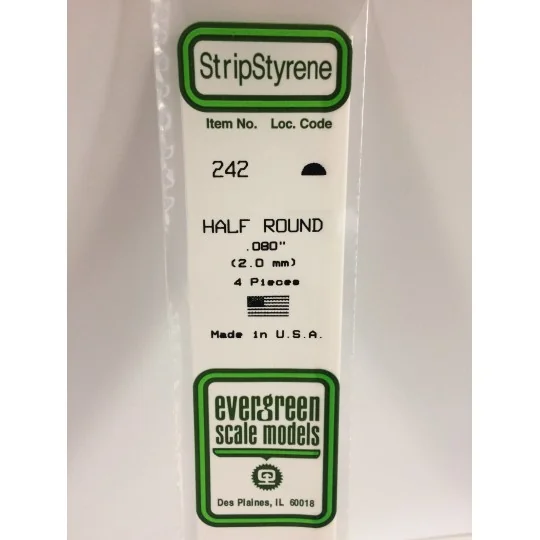 StripStyrene
Item No. Loc. Code
242
HALF ROUND
.080"
(2.0 mm)
4 Pieces
Made in U.S.A.
evergreen
scale models
Des Plaines, IL 60018